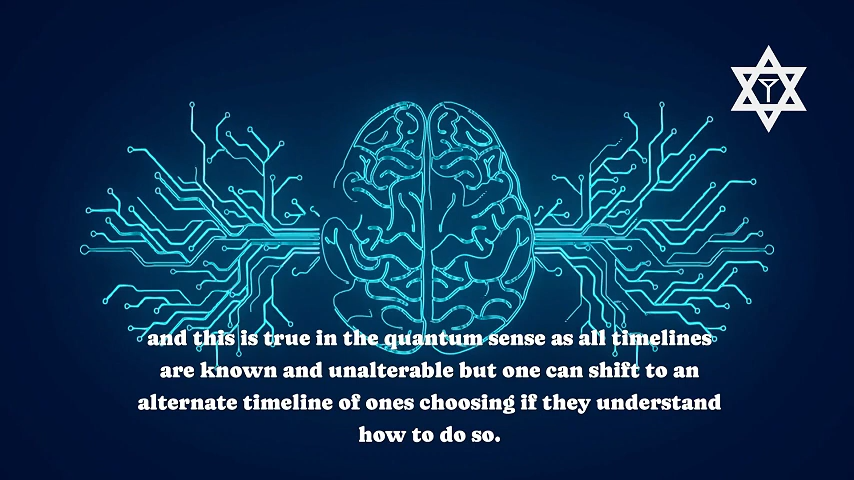 and this is true in the quantum sense as all timelines
are known and unalterable but one can shift to an
alternate timeline of ones choosing if they understand
how to do so.